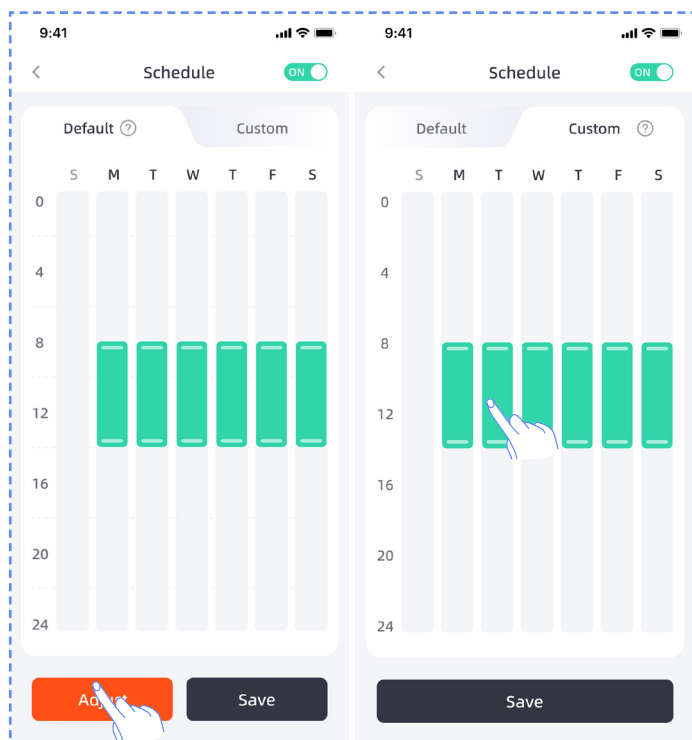 9:41
Schedule
ON
Default ?
Custom
S M T W T F S
0
4
8
12
16
20
24
Save
9:41
Schedule
ON
Default
Custom ?
S M T W T F S
0
4
8
12
16
20
24
Save